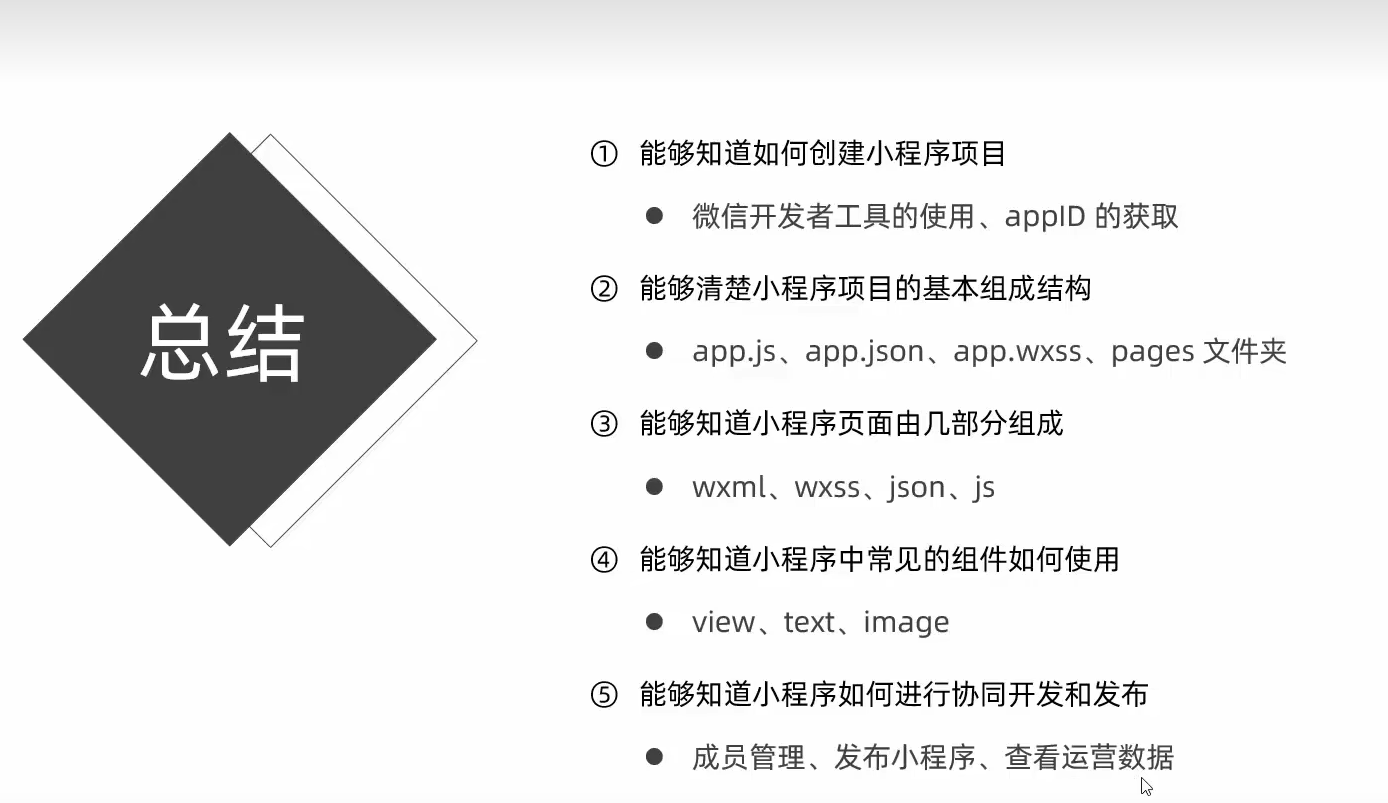 总结
① 能够知道如何创建小程序项目
● 微信开发者工具的使用、appID 的获取
② 能够清楚小程序项目的基本组成结构
● app.js、app.json、app.wxss、pages 文件夹
③ 能够知道小程序页面由几部分组成
● wxml、wxss、json、js
④ 能够知道小程序中常见的组件如何使用
● view、text、image
⑤ 能够知道小程序如何进行协同开发和发布
● 成员管理、发布小程序、查看运营数据